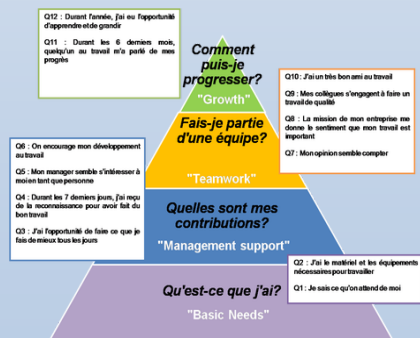 Q12 : Durant l'année, j'ai eu l'opportunité
d'apprendre et de grandir
Q11 : Durant les 6 derniers mois,
quelqu'un au travail m'a parlé de mes
progrès
Comment
puis-je
progresser?
"Growth"
Q10 : J'ai un très bon ami au travail
Q9 : Mes collègues s'engagent à faire un
travail de qualité
Q8 : La mission de mon entreprise me
donne le sentiment que mon travail est
important
Q7 : Mon opinion semble compter
Fais-je partie
d'une équipe?
"Teamwork"
Q6 : On encourage mon développement
au travail
Q5 : Mon manager semble s'intéresser à
moi en tant que personne
Q4 : Durant les 7 derniers jours, j'ai reçu
de la reconnaissance pour avoir fait du
bon travail
Q3 : J'ai l'opportunité de faire ce que je
fais de mieux tous les jours
Quelles sont mes
contributions?
"Management support"
Q2 : J'ai le matériel et les équipements
nécessaires pour travailler
Q1 : Je sais ce qu'on attend de moi
Qu'est-ce que j'ai?
"Basic Needs"